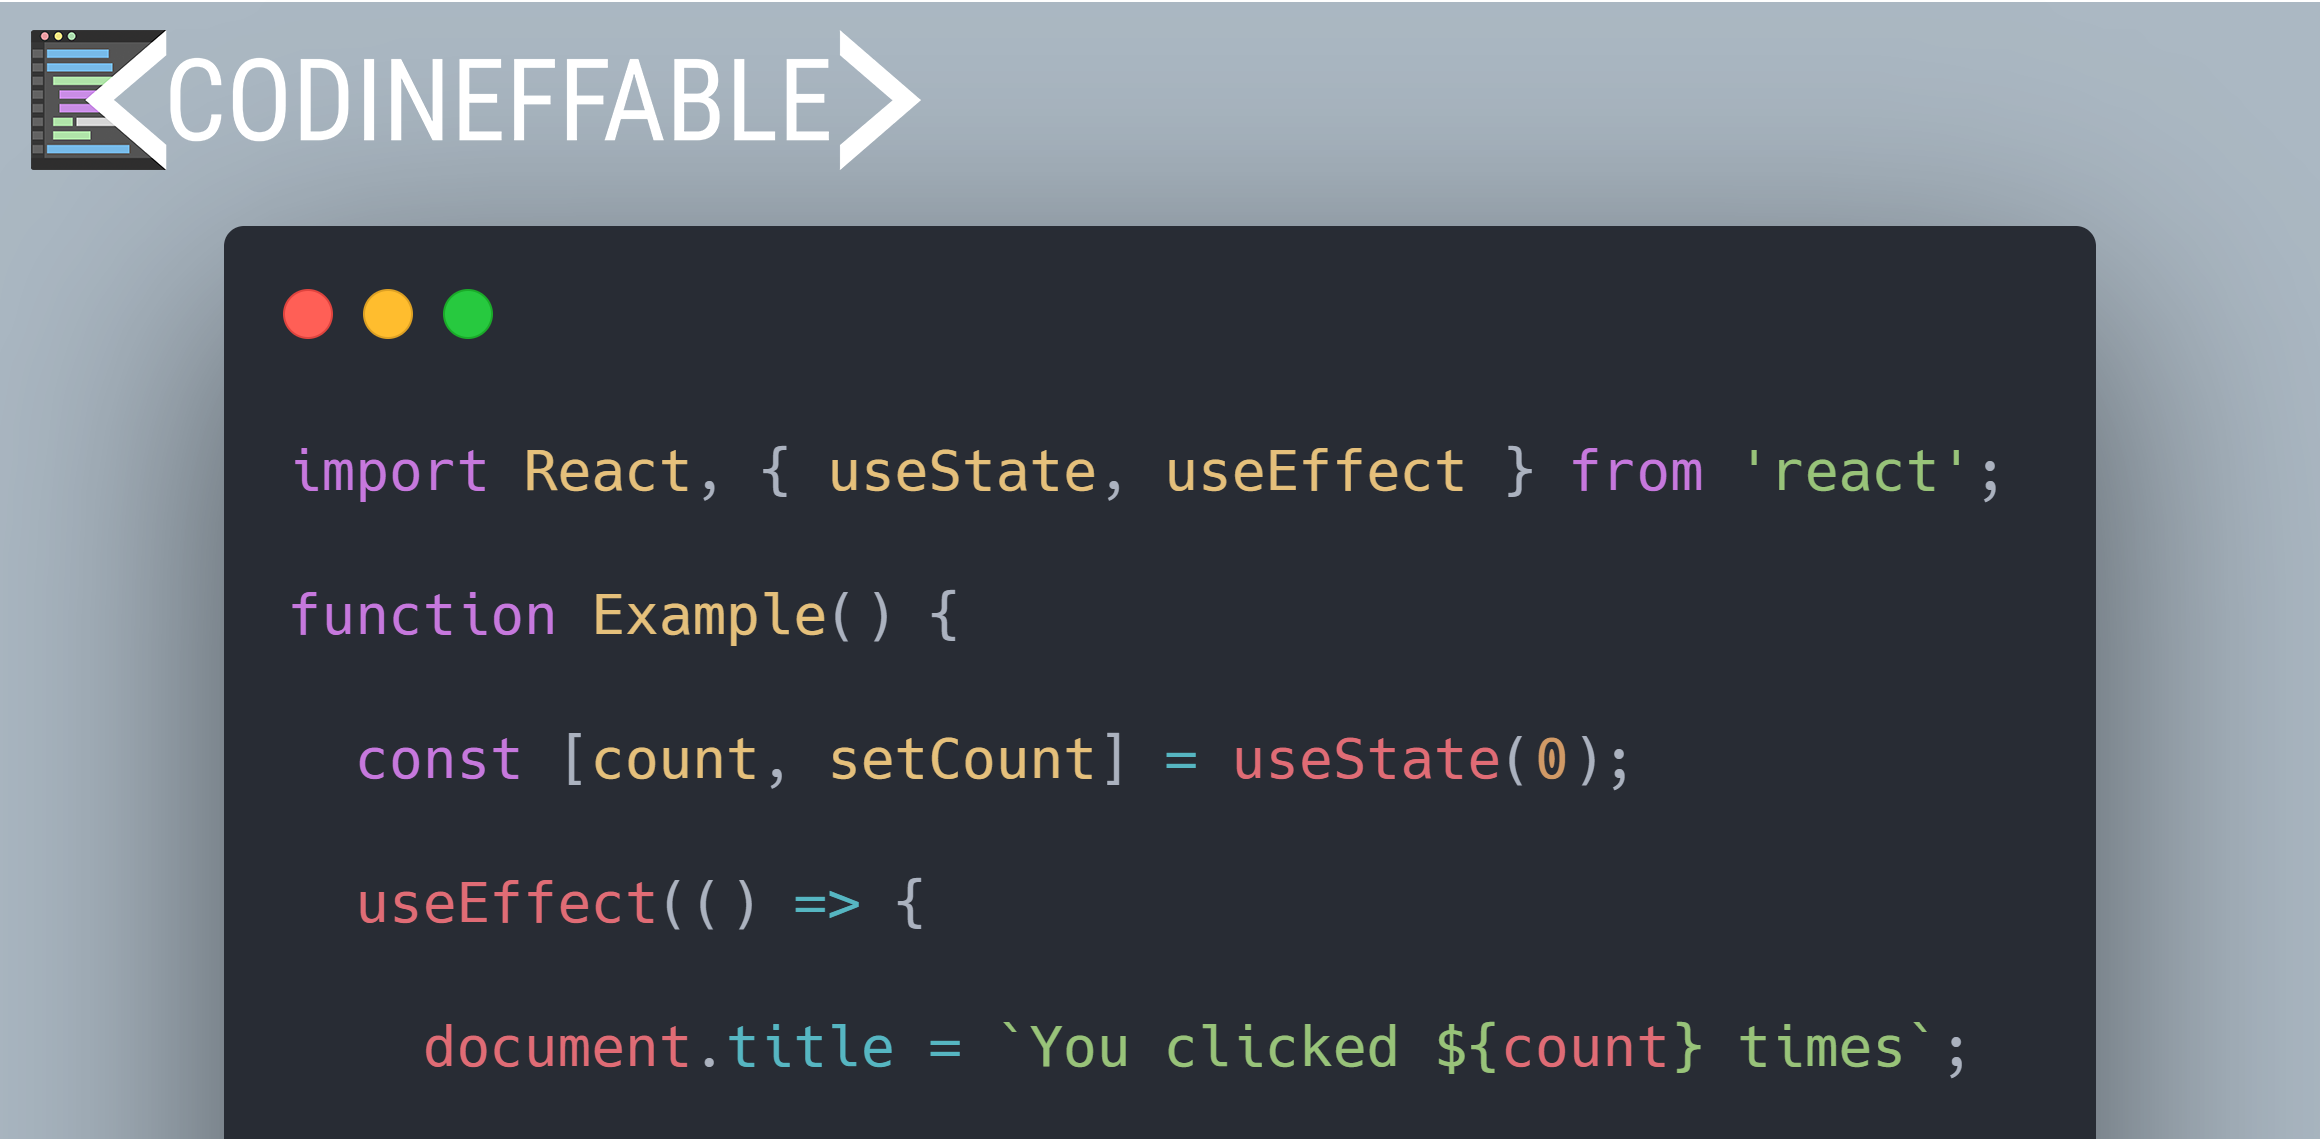 CODINEFFABLE
import React, { useState, useEffect } from 'react';
function Example() {
const [count, setCount] = useState(0);
useEffect(() => {
document.title = `You clicked ${count} times`;